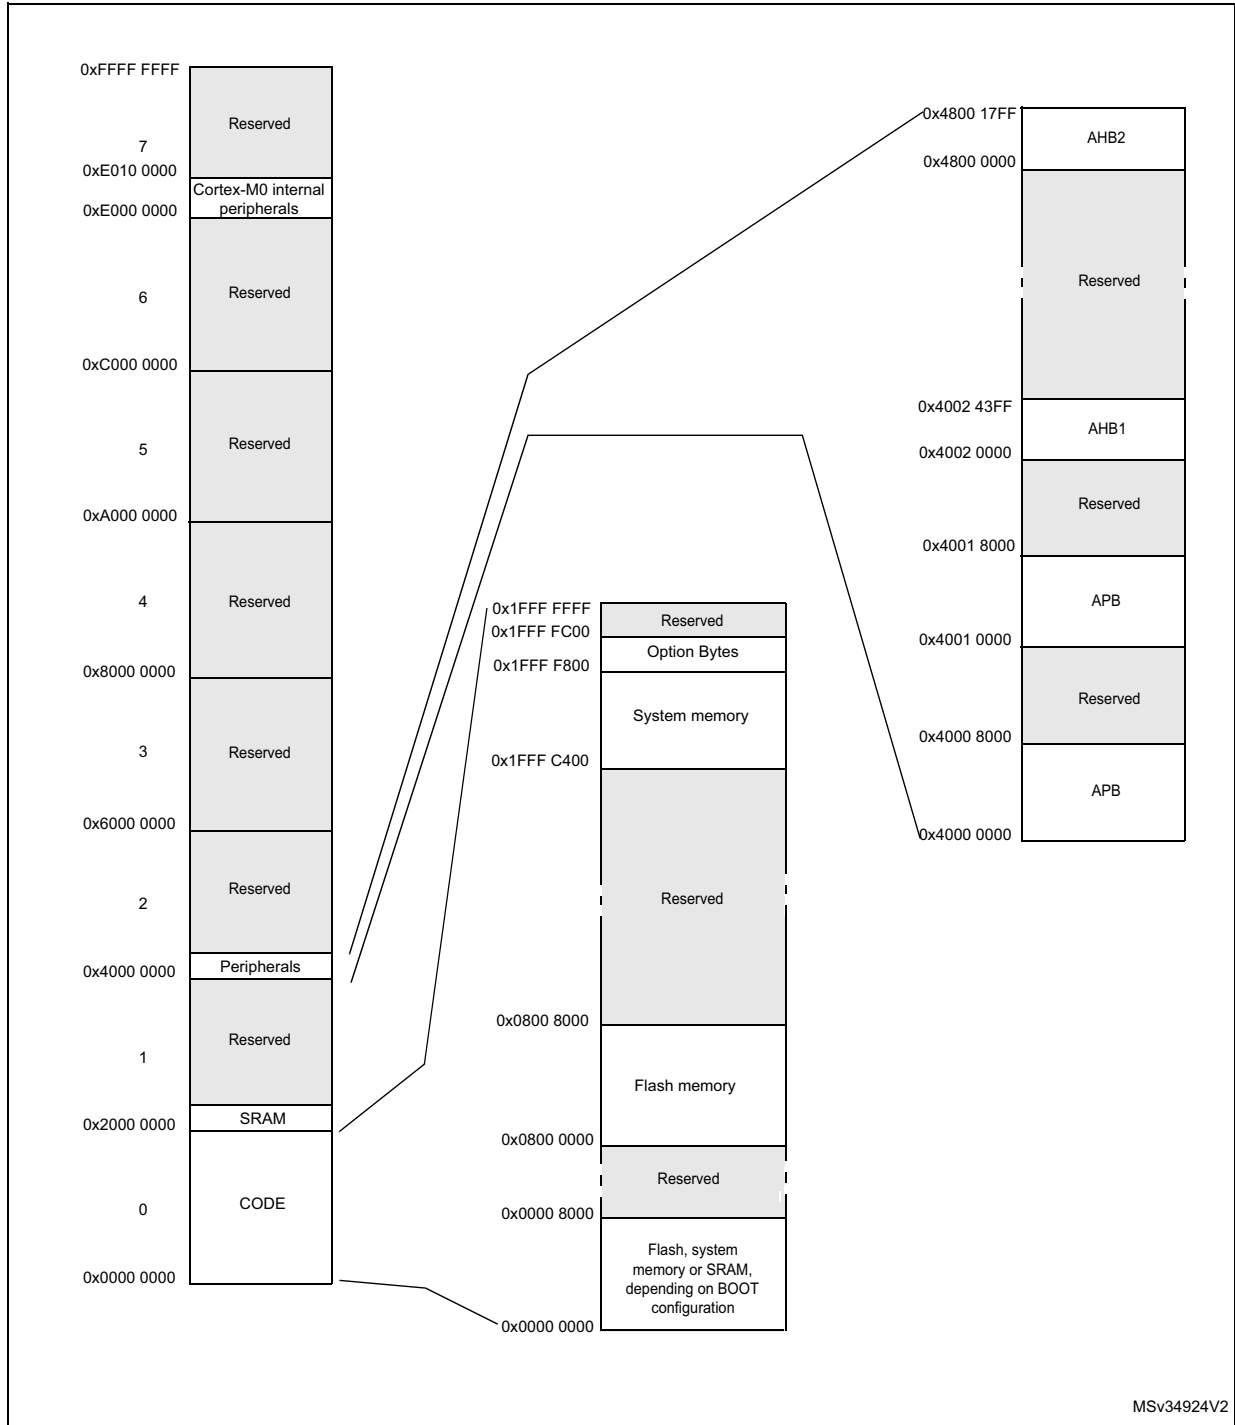 0xFFFF FFFF
Reserved
7
0xE010 0000
Cortex-M0 internal
peripherals
0xE000 0000
6
Reserved
0xC000 0000
5
Reserved
0xA000 0000
4
Reserved
0x8000 0000
3
Reserved
0x6000 0000
2
Reserved
0x4000 0000
Peripherals
1
Reserved
0x2000 0000
SRAM
0
CODE
0x0000 0000
0x1FFF FFFF
Reserved
0x1FFF FC00
Option Bytes
0x1FFF F800
System memory
0x1FFF C400
Reserved
0x0800 8000
Flash memory
0x0800 0000
Reserved
0x0000 8000
Flash, system
memory or SRAM,
depending on BOOT
configuration
0x0000 0000
0x4800 17FF
AHB2
0x4800 0000
Reserved
0x4002 43FF
AHB1
0x4002 0000
Reserved
0x4001 8000
APB
0x4001 0000
Reserved
0x4000 8000
APB
0x4000 0000
MSv34924V2